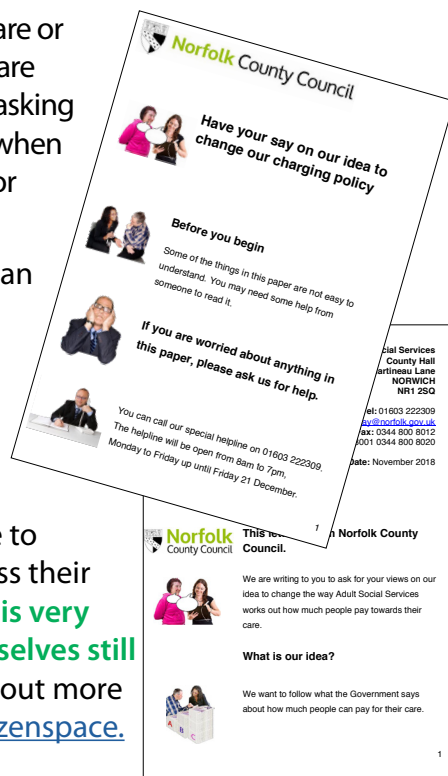 are or
are
asking
when
or
an
Norfolk County Council
Have your say on our idea to
change our charging policy
Before you begin
Some of the things in this paper are not easy to
understand. You may need some help from
someone to read it.
If you are worried about anything in
this paper, please ask us for help.
You can call our special helpline on 01603 222309.
The helpline will be open from 8am to 7pm,
Monday to Friday up until Friday 21 December.
1
cial Services
County Hall
artineau Lane
NORWICH
NR1 2SQ
el: 01603 222309
ay@norfolk.gov.uk
ax: 0344 800 8012
001 0344 800 8020
Date: November 2018
e to
ss their
is very
selves still
out more
zenspace.
Norfolk
County Council
This le n Norfolk County
Council.
We are writing to you to ask for your views on our
idea to change the way Adult Social Services
works out how much people pay towards their
care.
What is our idea?
We want to follow what the Government says
about how much people can pay for their care.
A B C
1